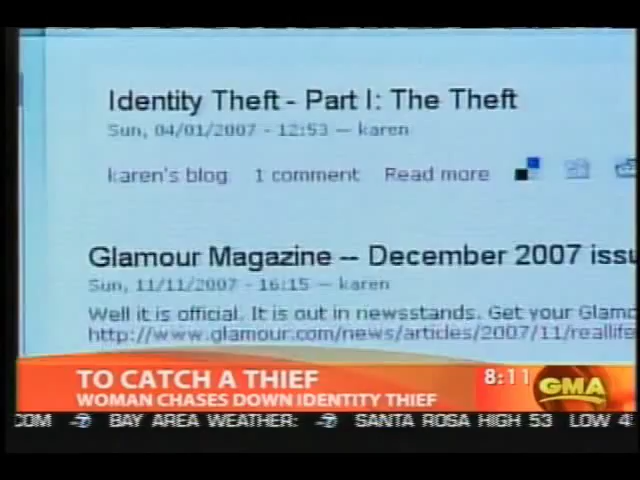 Identity Theft - Part I: The Theft
Sun, 04/01/2007 - 12:53 — karen
karen's blog 1 comment Read more
Glamour Magazine -- December 2007 issu
Sun, 11/11/2007 - 16:15 — karen
Well it is official. It is out in newsstands. Get your Glamo
http://www.glamour.com/news/articles/2007/11/reallife
TO CATCH A THIEF
8:11
GMA
WOMAN CHASES DOWN IDENTITY THIEF
COM 7 BAY AREA WEATHER: 7 SANTA ROSA HIGH 53 LOW 4